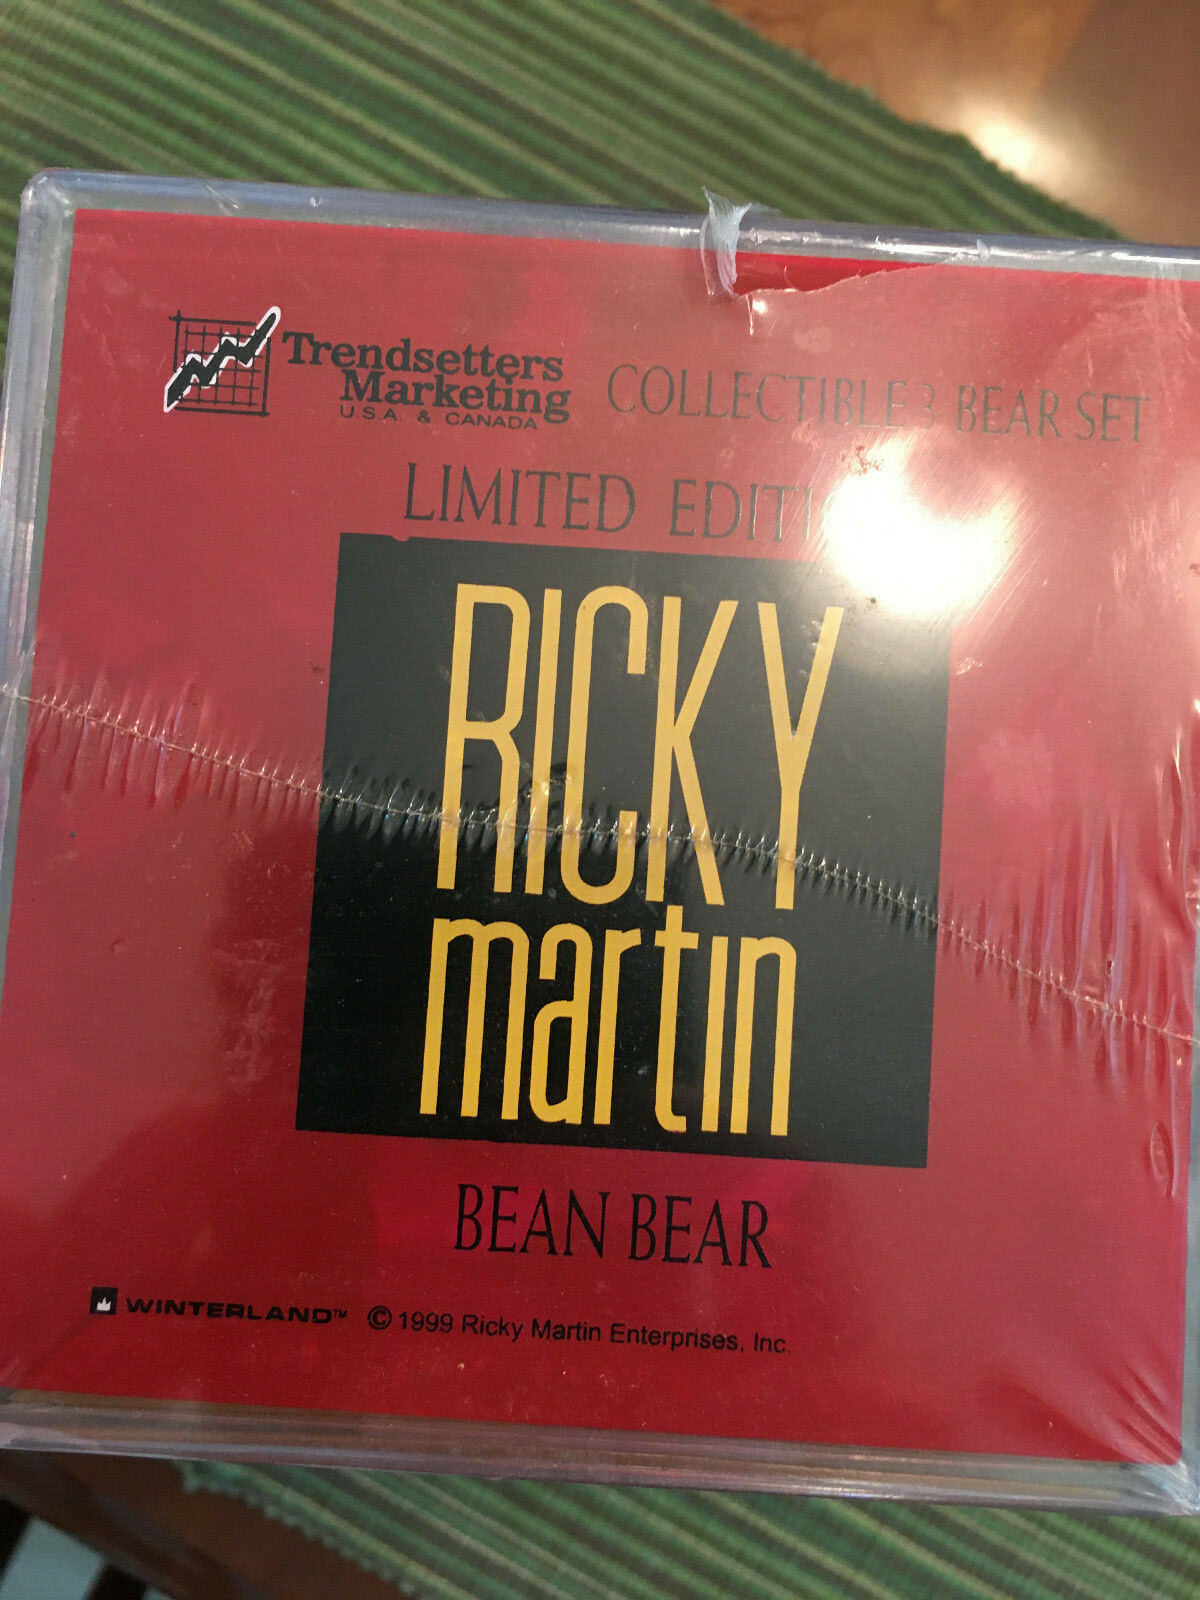 Trendsetters
Marketing
U.S.A. & CANADA
COLLECTIBLE 3 BEAR SET
LIMITED EDITI
RICKY
martin
BEAN BEAR
WINTERLAND™ © 1999 Ricky Martin Enterprises, Inc.